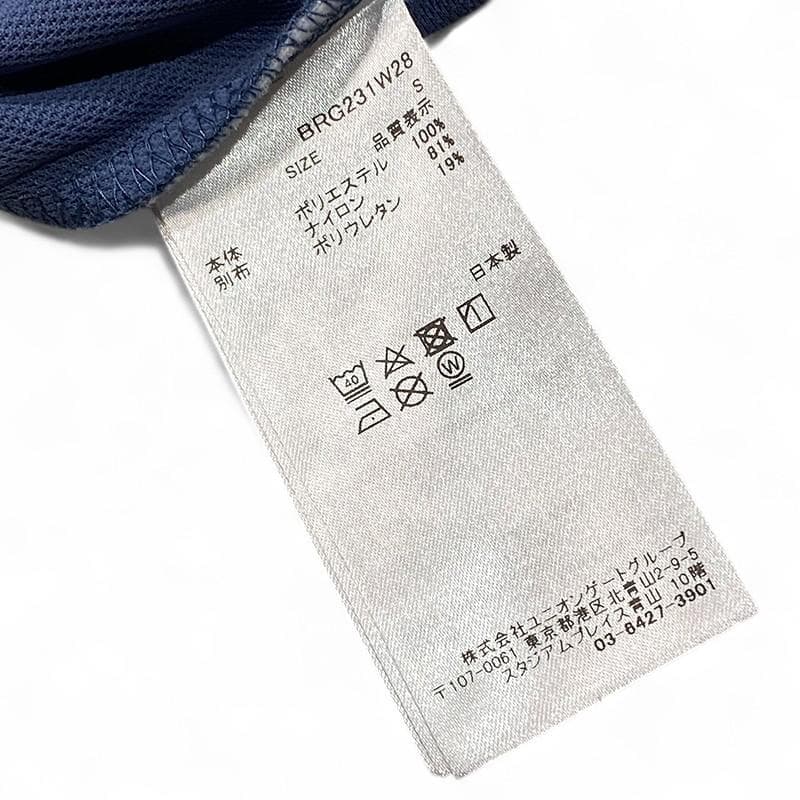 BRG231W28
SIZE S
品質表示
本体 ポリエステル 100%
別布 ナイロン 81%
ポリウレタン 19%
日本製
40
W
株式会社ユニオンゲートグループ
〒107-0061 東京都港区北青山2-9-5
スタジアムプレイス青山 10階
03-6427-3901